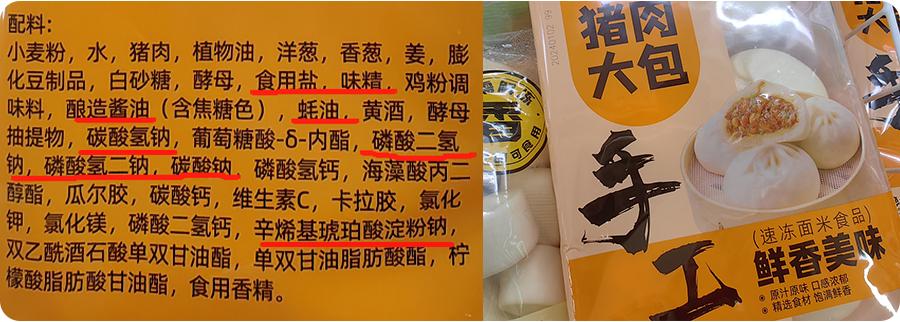 配料:
小麦粉，水，猪肉，植物油，洋葱，香葱，姜，膨
化豆制品，白砂糖，酵母，食用盐，味精，鸡粉调
味料，酿造酱油（含焦糖色），蚝油，黄酒，酵母
抽提物，碳酸氢钠，葡萄糖酸-δ-内酯，磷酸二氢
钠，磷酸氢二钠，碳酸钠，磷酸氢钙，海藻酸丙二
醇酯，瓜尔胶，碳酸钙，维生素C，卡拉胶，氯化
钾，氯化镁，磷酸二氢钙，辛烯基琥珀酸淀粉钠，
双乙酰酒石酸单双甘油酯，单双甘油脂肪酸酯，柠
檬酸脂肪酸甘油酯，食用香精。
猪肉
大包
20240102 99
可食用
手
工
(速冻面米食品)
鲜香美味
原汁原味 口感浓郁
精选食材 饱满鲜香